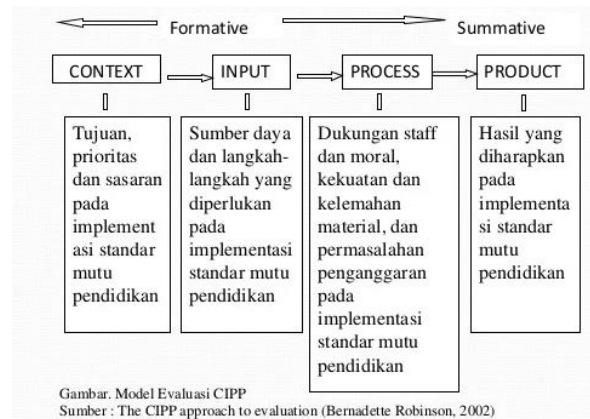 Formative
Summative
CONTEXT
INPUT
PROCESS
PRODUCT
Tujuan,
prioritas
dan sasaran
pada
implement
asi standar
mutu
pendidikan
Sumber daya
dan langkah-
langkah yang
diperlukan
pada
implementasi
standar mutu
pendidikan
Dukungan staff
dan moral,
kekuatan dan
kelemahan
material, dan
permasalahan
penganggaran
pada
implementasi
standar mutu
pendidikan
Hasil yang
diharapkan
pada
implementa
si standar
mutu
pendidikan
Gambar. Model Evaluasi CIPP
Sumber : The CIPP approach to evaluation (Bernadette Robinson, 2002)